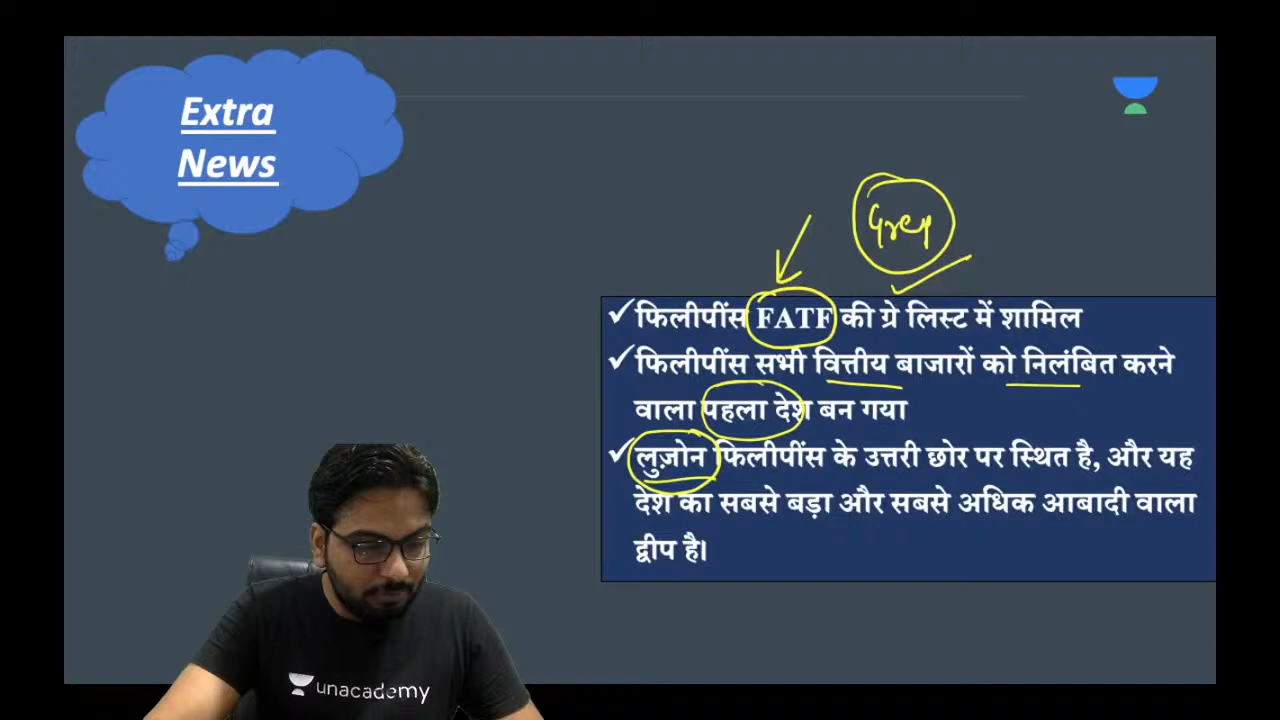 Extra
News
Grey
✓फिलीपींस FATF की ग्रे लिस्ट में शामिल
✓फिलीपींस सभी वित्तीय बाजारों को निलंबित करने
वाला पहला देश बन गया
✓लुज़ोन फिलीपींस के उत्तरी छोर पर स्थित है, और यह
देश का सबसे बड़ा और सबसे अधिक आबादी वाला
द्वीप है।
unacademy